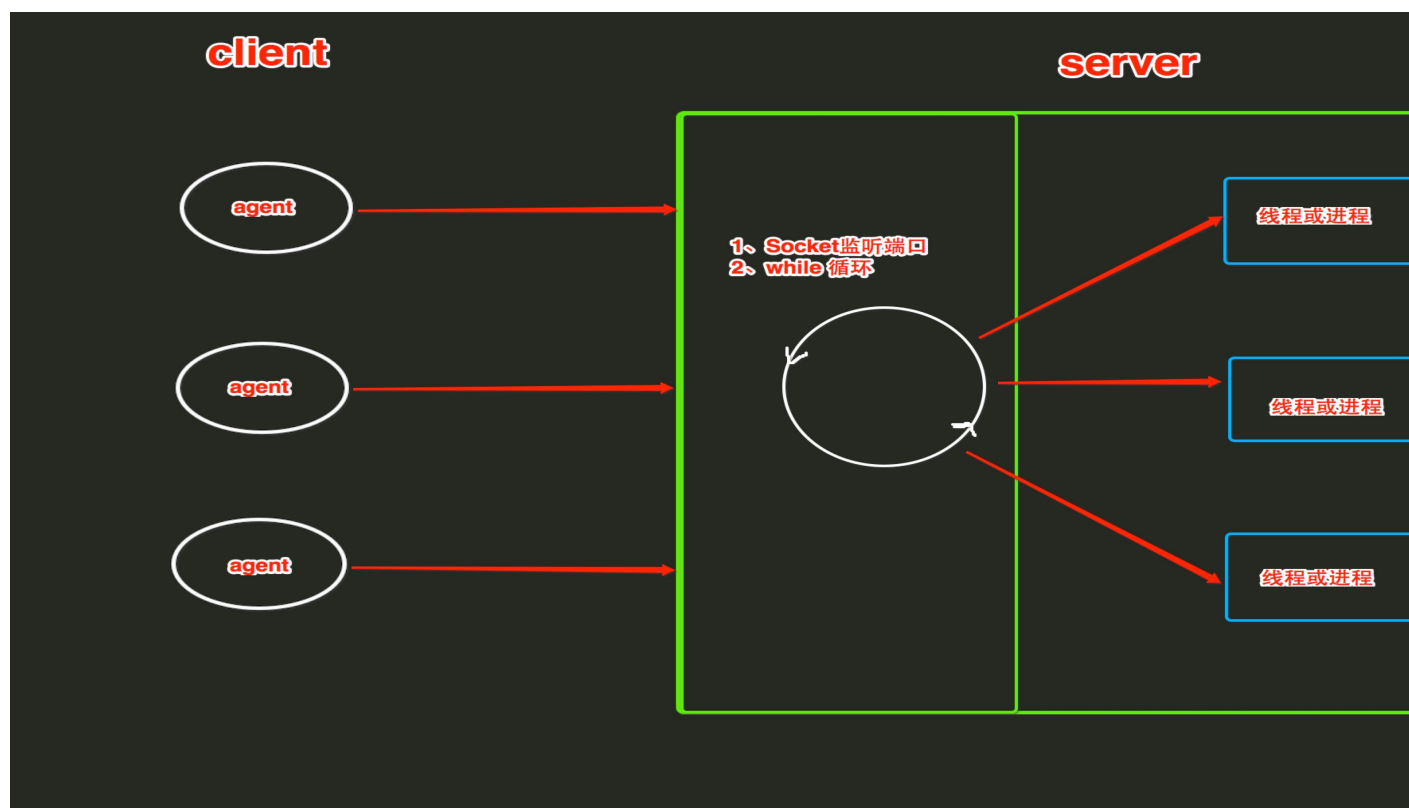 client
server
agent
线程或进程
1、Socket监听端口
2、while 循环
agent
线程或进程
agent
线程或进程